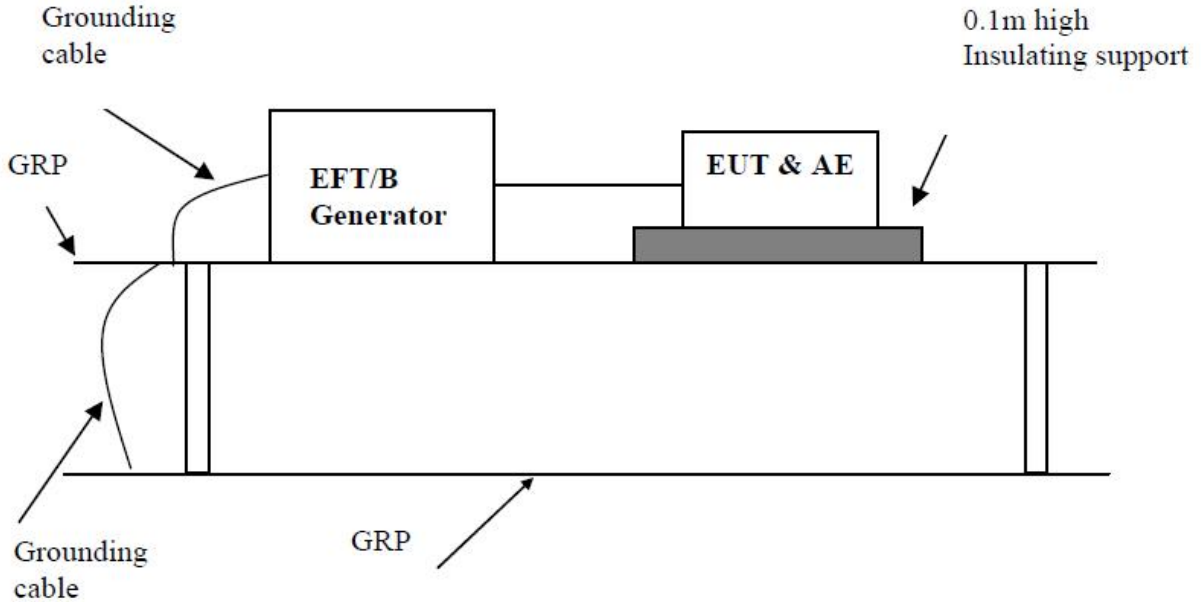 Grounding
cable
0.1m high
Insulating support
GRP
EFT/B
Generator
EUT & AE
Grounding
cable
GRP